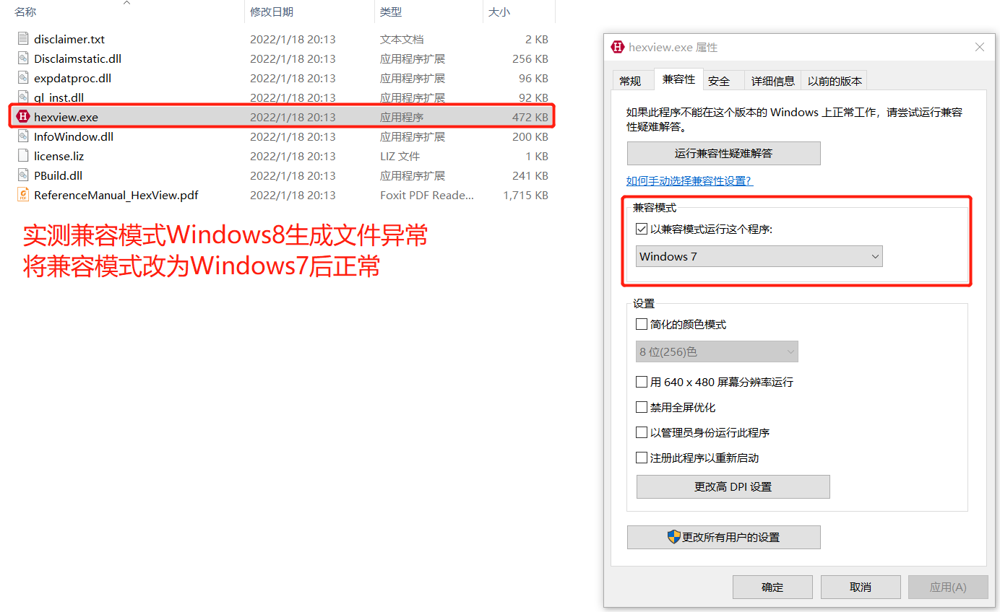 名称 修改日期 类型 大小
disclaimer.txt 2022/1/18 20:13 文本文档 2 KB
Disclaimstatic.dll 2022/1/18 20:13 应用程序扩展 256 KB
expdatproc.dll 2022/1/18 20:13 应用程序扩展 96 KB
gl_inst.dll 2022/1/18 20:13 应用程序扩展 92 KB
H hexview.exe 2022/1/18 20:13 应用程序 472 KB
InfoWindow.dll 2022/1/18 20:13 应用程序扩展 200 KB
license.liz 2022/1/18 20:13 LIZ 文件 1 KB
PBuild.dll 2022/1/18 20:13 应用程序扩展 241 KB
ReferenceManual_HexView.pdf 2022/1/18 20:13 Foxit PDF Reade... 1,715 KB
实测兼容模式Windows8生成文件异常
将兼容模式改为Windows7后正常
H hexview.exe 属性
常规 兼容性 安全 详细信息 以前的版本
如果此程序不能在这个版本的 Windows 上正常工作，请尝试运行兼容
性疑难解答。
运行兼容性疑难解答
如何手动选择兼容性设置?
兼容模式
以兼容模式运行这个程序:
Windows 7
设置
简化的颜色模式
8 位(256)色
用 640 x 480 屏幕分辨率运行
禁用全屏优化
以管理员身份运行此程序
注册此程序以重新启动
更改高 DPI 设置
更改所有用户的设置
确定 取消 应用(A)